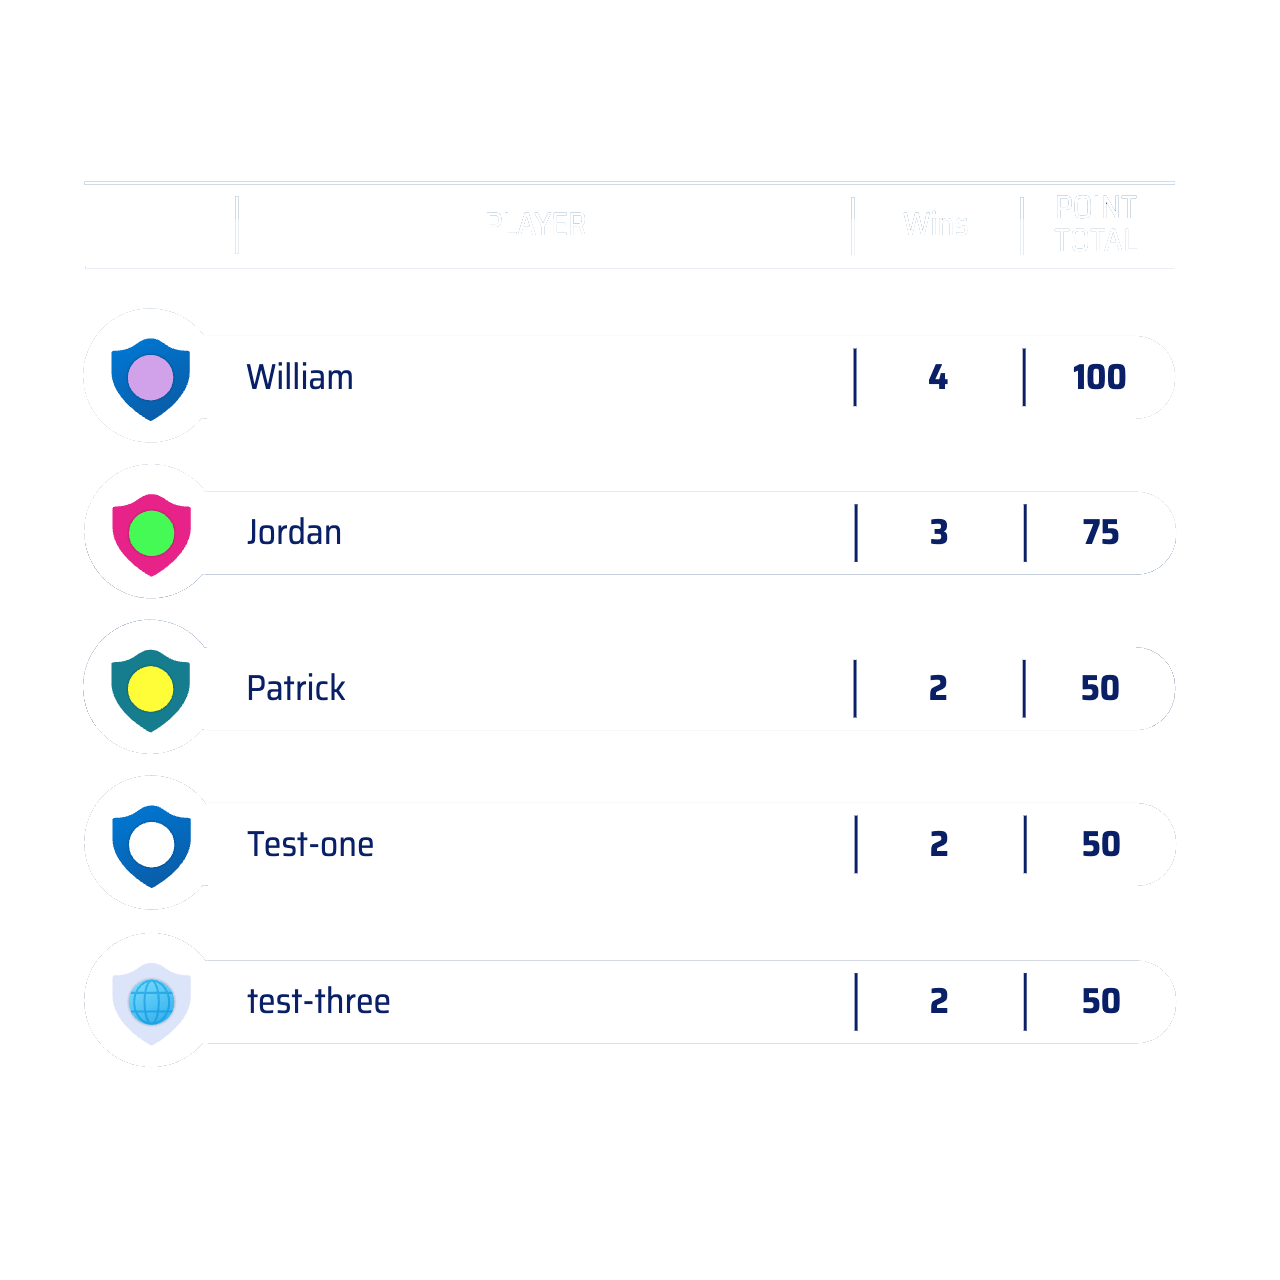 PLAYER Wins POINT TOTAL
William 4 100
Jordan 3 75
Patrick 2 50
Test-one 2 50
test-three 2 50